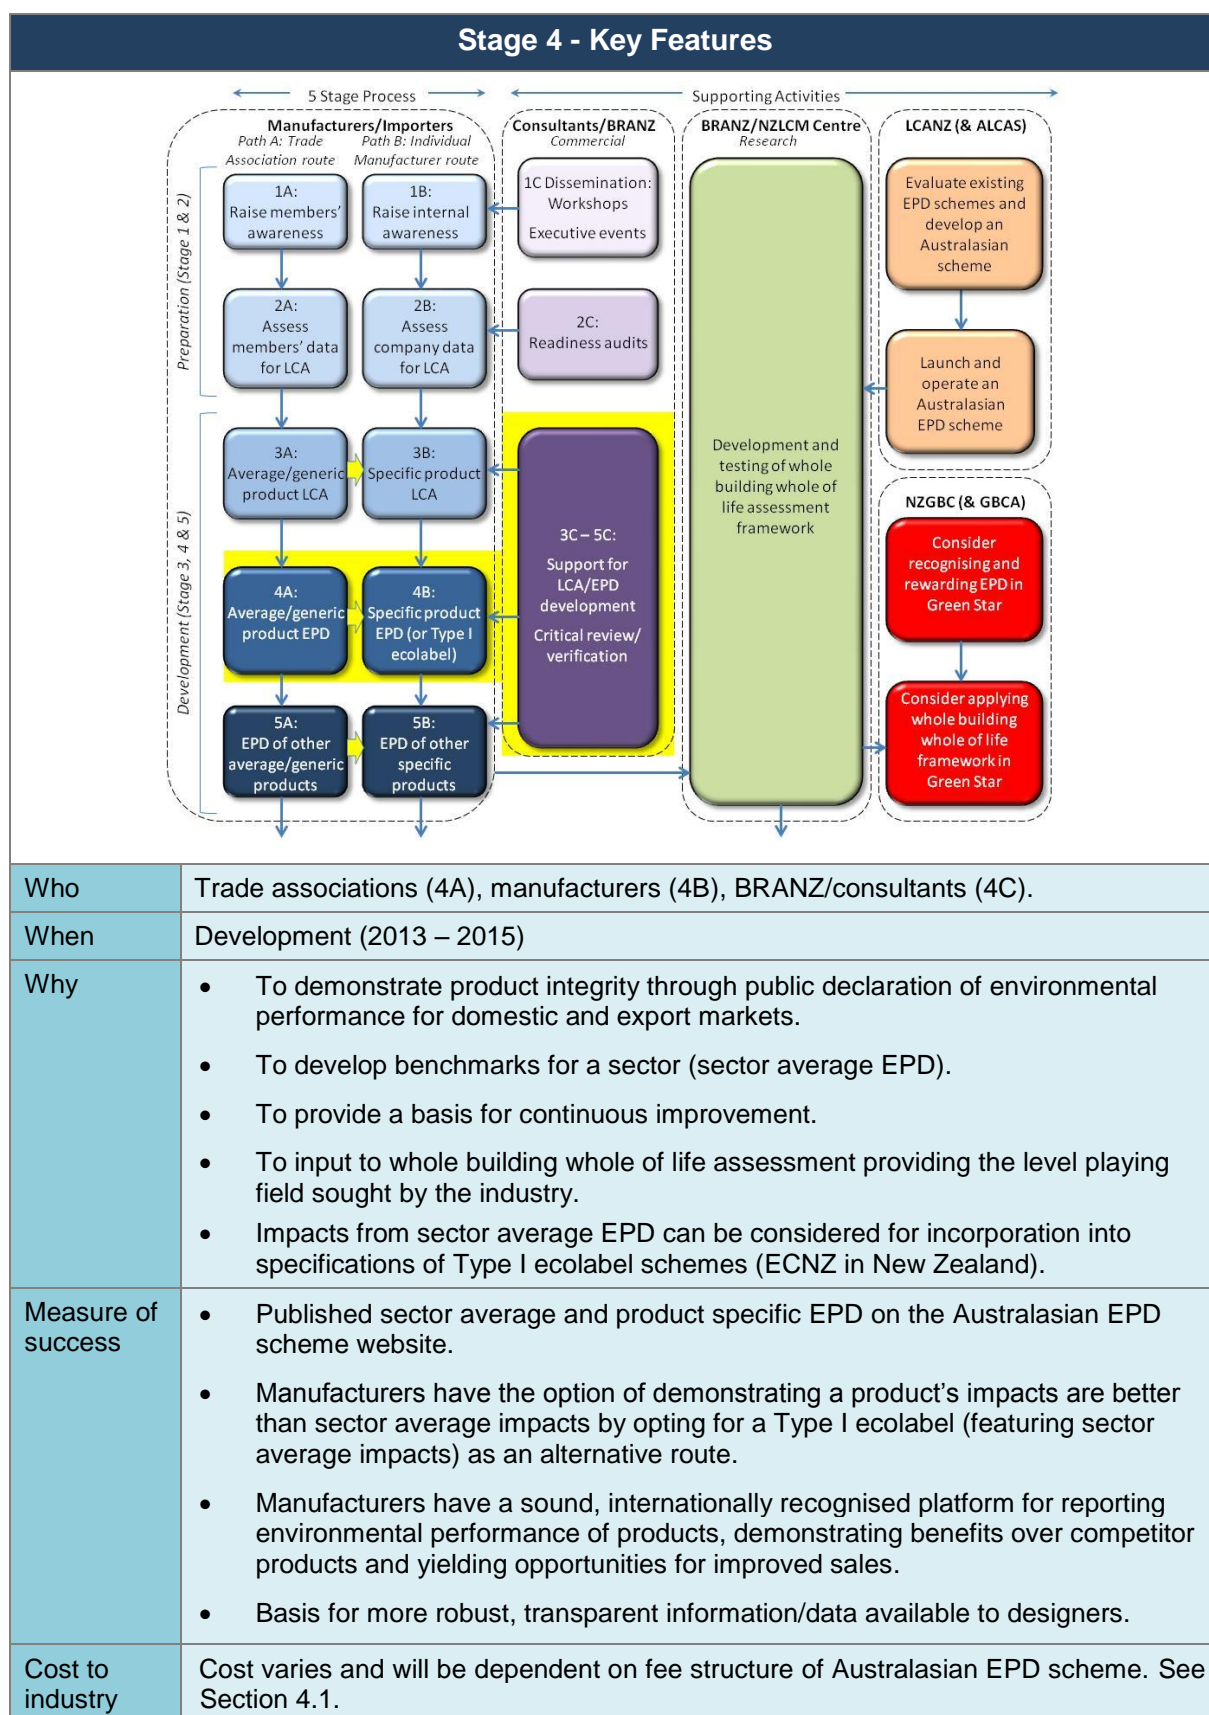 Stage 4 - Key Features
5 Stage Process
Supporting Activities
Manufacturers/Importers
Path A: Trade
Association route
Path B: Individual
Manufacturer route
Consultants/BRANZ
Commercial
BRANZ/NZLCM Centre
Research
LCANZ (& ALCAS)
Preparation (Stage 1 & 2)
1A:
Raise members’
awareness
1B:
Raise internal
awareness
1C Dissemination:
Workshops
Executive events
Evaluate existing
EPD schemes and
develop an
Australasian
scheme
2A:
Assess
members’ data
for LCA
2B:
Assess
company data
for LCA
2C:
Readiness audits
Launch and
operate an
Australasian
EPD scheme
Development (Stage 3, 4 & 5)
3A:
Average/generic
product LCA
3B:
Specific product
LCA
3C – 5C:
Support for
LCA/EPD
development
Critical review/
verification
Development and
testing of whole
building whole of
life assessment
framework
NZGBC (& GBCA)
Consider
recognising and
rewarding EPD in
Green Star
4A:
Average/generic
product EPD
4B:
Specific product
EPD (or Type I
ecolabel)
5A:
EPD of other
average/generic
products
5B:
EPD of other
specific
products
Consider applying
whole building
whole of life
framework in
Green Star
Who
Trade associations (4A), manufacturers (4B), BRANZ/consultants (4C).
When
Development (2013 – 2015)
Why
• To demonstrate product integrity through public declaration of environmental
performance for domestic and export markets.
• To develop benchmarks for a sector (sector average EPD).
• To provide a basis for continuous improvement.
• To input to whole building whole of life assessment providing the level playing
field sought by the industry.
• Impacts from sector average EPD can be considered for incorporation into
specifications of Type I ecolabel schemes (ECNZ in New Zealand).
Measure of
success
• Published sector average and product specific EPD on the Australasian EPD
scheme website.
• Manufacturers have the option of demonstrating a product’s impacts are better
than sector average impacts by opting for a Type I ecolabel (featuring sector
average impacts) as an alternative route.
• Manufacturers have a sound, internationally recognised platform for reporting
environmental performance of products, demonstrating benefits over competitor
products and yielding opportunities for improved sales.
• Basis for more robust, transparent information/data available to designers.
Cost to
industry
Cost varies and will be dependent on fee structure of Australasian EPD scheme. See
Section 4.1.